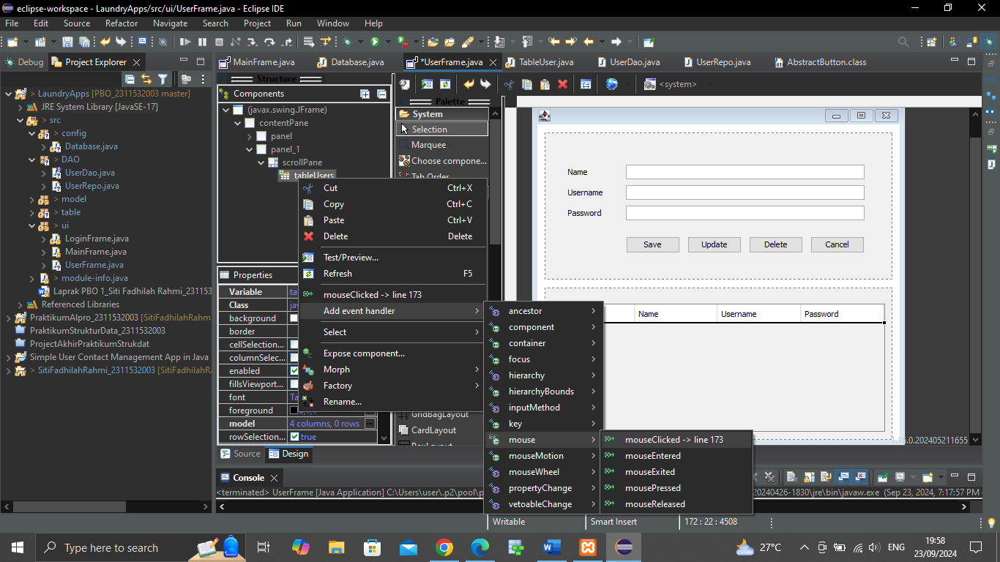 eclipse-workspace - LaundryApps/src/ui/UserFrame.java - Eclipse IDE
File Edit Source Refactor Navigate Search Project Run Window Help
Debug Project Explorer
MainFrame.java Database.java *UserFrame.java TableUser.java UserDao.java UserRepo.java AbstractButton.class
> LaundryApps [PBO_2311532003 master]
JRE System Library [JavaSE-17]
> src
> config
Database.java
> DAO
UserDao.java
UserRepo.java
> model
> table
> ui
LoginFrame.java
MainFrame.java
UserFrame.java
> module-info.java
Laprak PBO 1_Siti Fadhilah Rahmi_231153
Referenced Libraries
PraktikumAlpro_2311532003 [SitiFadhilahRahm
PraktikumStrukturData_2311532003
ProjectAkhirPraktikumStrukdat
Simple User Contact Management App in Java
> SitiFadhilahRahmi_2311532003 [SitiFadhilahR
Structure
Components
(javax.swing.JFrame)
contentPane
panel
panel_1
scrollPane
tableUsers
Properties
Variable ta
Class jav
background
border
cellSelection...
columnSelec...
enabled
fillsViewport...
font Ta
foreground
model 4 columns, 0 rows ...
rowSelection... true
Source Design
<system>
Palette
System
Selection
Marquee
Choose compone...
Tab Order
GridBagLayout
CardLayout
BoxLayout
Cut Ctrl+X
Copy Ctrl+C
Paste Ctrl+V
Delete Delete
Test/Preview...
Refresh F5
mouseClicked -> line 173
Add event handler
Select
Expose component...
Morph
Factory
Rename...
ancestor
component
container
focus
hierarchy
hierarchyBounds
inputMethod
key
mouse
mouseMotion
mouseWheel
propertyChange
vetoableChange
mouseClicked -> line 173
mouseEntered
mouseExited
mousePressed
mouseReleased
Name
Username
Password
Save Update Delete Cancel
Name Username Password
1.16.0.202405211655
Console
<terminated> UserFrame [Java Application] C:\Users\user\.p2\pool\p
20240426-1830\jre\bin\javaw.exe (Sep 23, 2024, 7:17:57 PM
Writable Smart Insert 172 : 22 : 4508
Type here to search
27°C ENG 19:58
23/09/2024